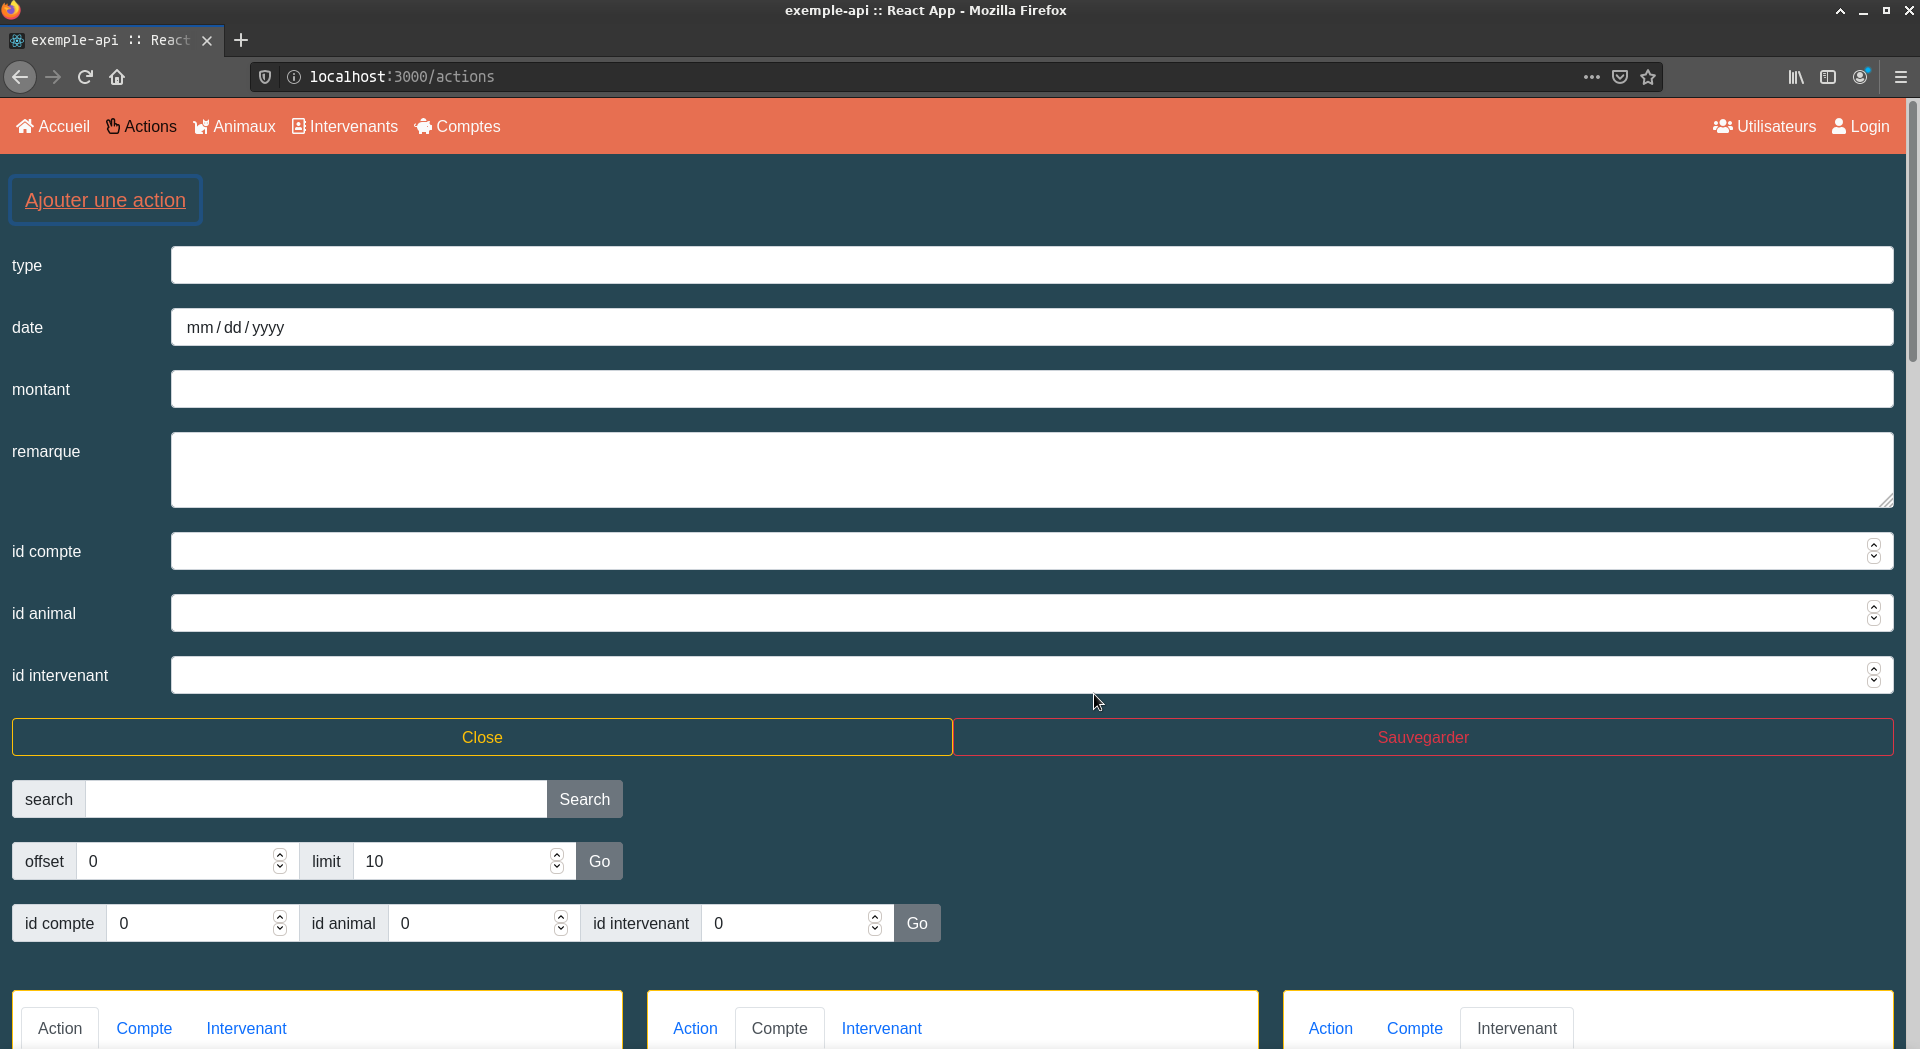 exemple-api :: React App - Mozilla Firefox
exemple-api :: React
localhost:3000/actions
Accueil Actions Animaux Intervenants Comptes Utilisateurs Login
Ajouter une action
type
date mm / dd / yyyy
montant
remarque
id compte
id animal
id intervenant
Close Sauvegarder
search Search
offset 0 limit 10 Go
id compte 0 id animal 0 id intervenant 0 Go
Action Compte Intervenant Action Compte Intervenant Action Compte Intervenant